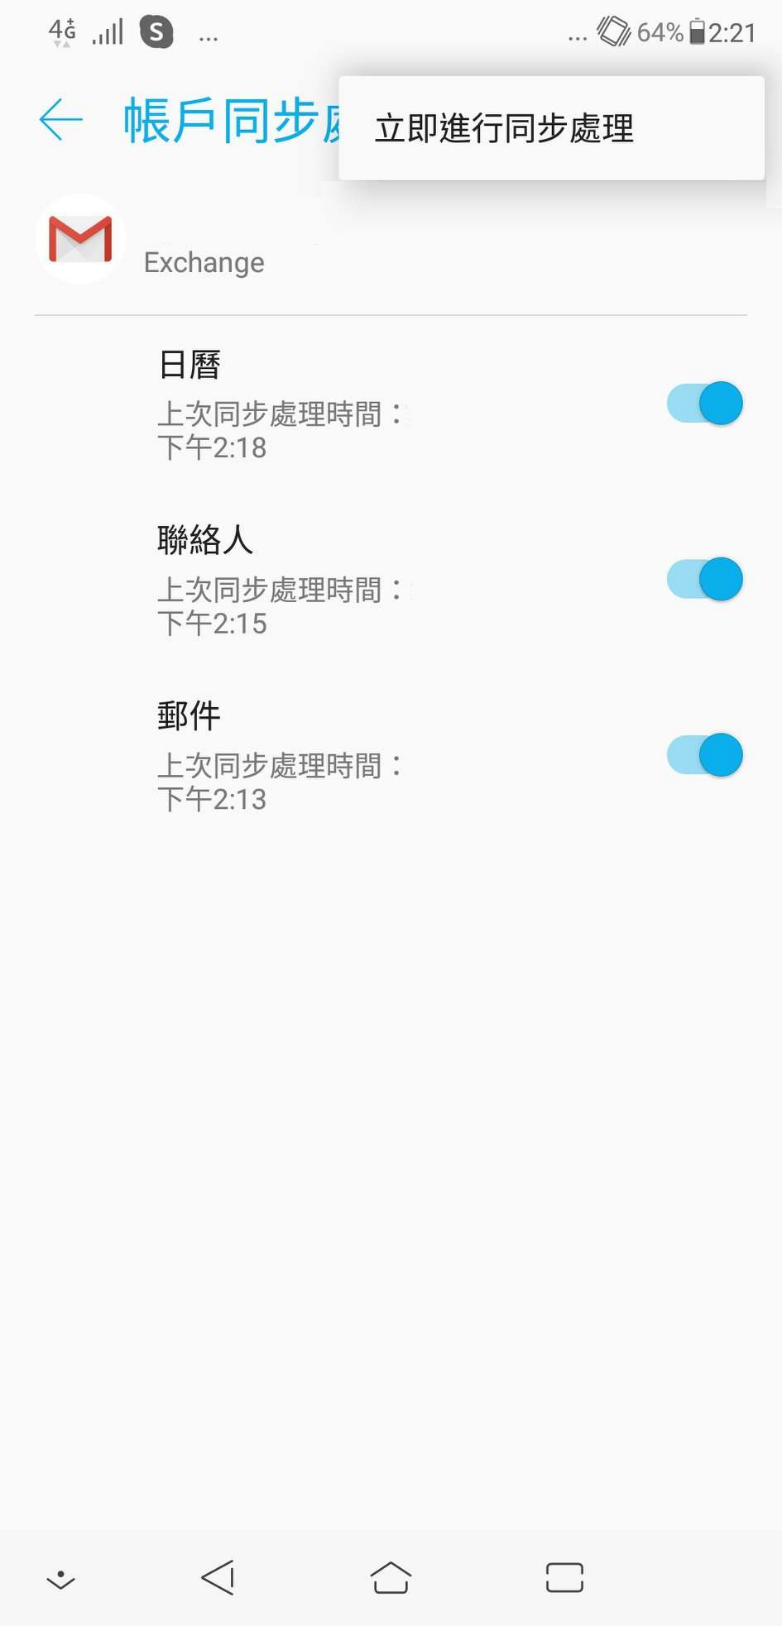 4G S ... ... 64% 2:21
帳戶同步
立即進行同步處理
Exchange
日曆
上次同步處理時間：
下午2:18
聯絡人
上次同步處理時間：
下午2:15
郵件
上次同步處理時間：
下午2:13